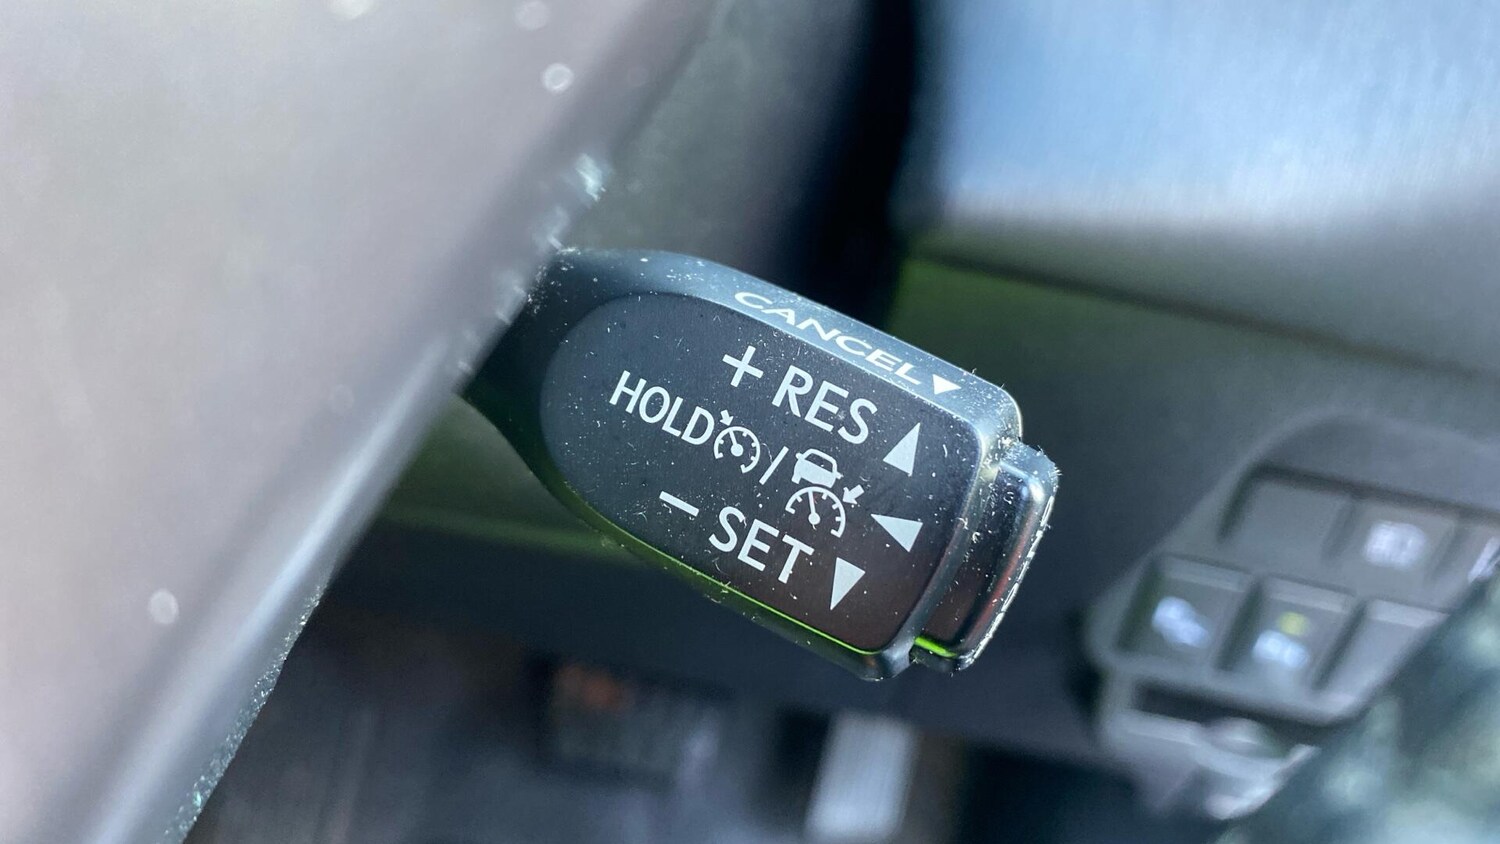 CANCEL
+ RES
HOLD /
- SET